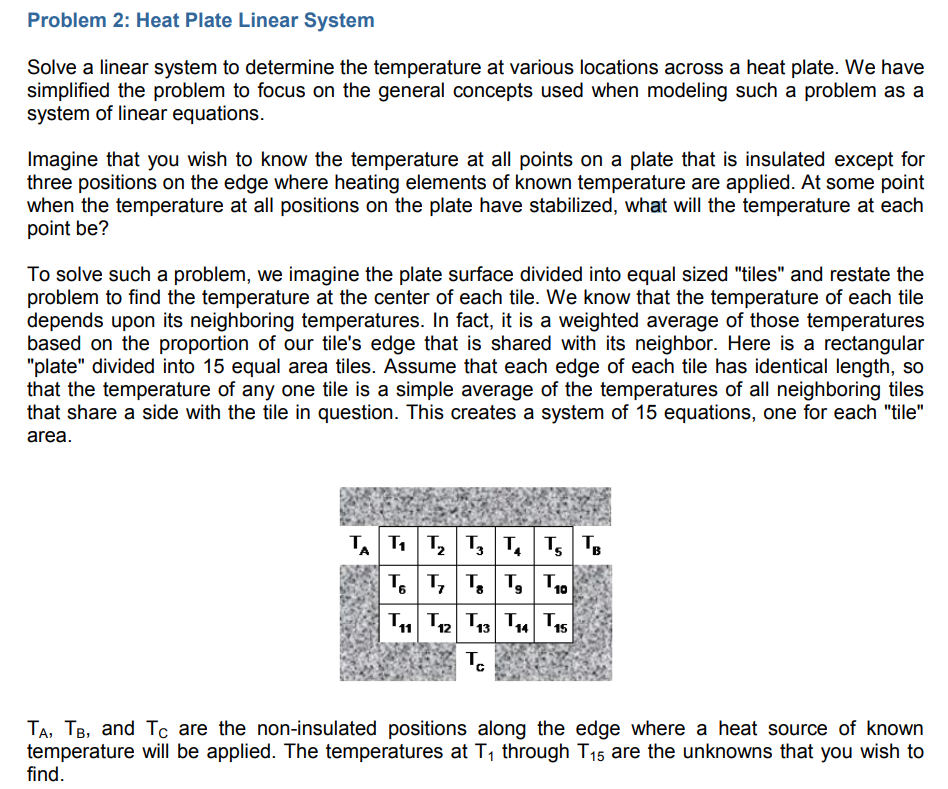 Problem 2: Heat Plate Linear System
Solve a linear system to determine the temperature at various locations across a heat plate. We have
simplified the problem to focus on the general concepts used when modeling such a problem as a
system of linear equations.
Imagine that you wish to know the temperature at all points on a plate that is insulated except for
three positions on the edge where heating elements of known temperature are applied. At some point
when the temperature at all positions on the plate have stabilized, what will the temperature at each
point be?
To solve such a problem, we imagine the plate surface divided into equal sized "tiles" and restate the
problem to find the temperature at the center of each tile. We know that the temperature of each tile
depends upon its neighboring temperatures. In fact, it is a weighted average of those temperatures
based on the proportion of our tile's edge that is shared with its neighbor. Here is a rectangular
"plate" divided into 15 equal area tiles. Assume that each edge of each tile has identical length, so
that the temperature of any one tile is a simple average of the temperatures of all neighboring tiles
that share a side with the tile in question. This creates a system of 15 equations, one for each "tile"
area.
TA T1 T2 T3 T4 T5 TB
T6 T7 T8 T9 T10
T11 T12 T13 T14 T15
TC
TA, TB, and TC are the non-insulated positions along the edge where a heat source of known
temperature will be applied. The temperatures at T1 through T15 are the unknowns that you wish to
find.